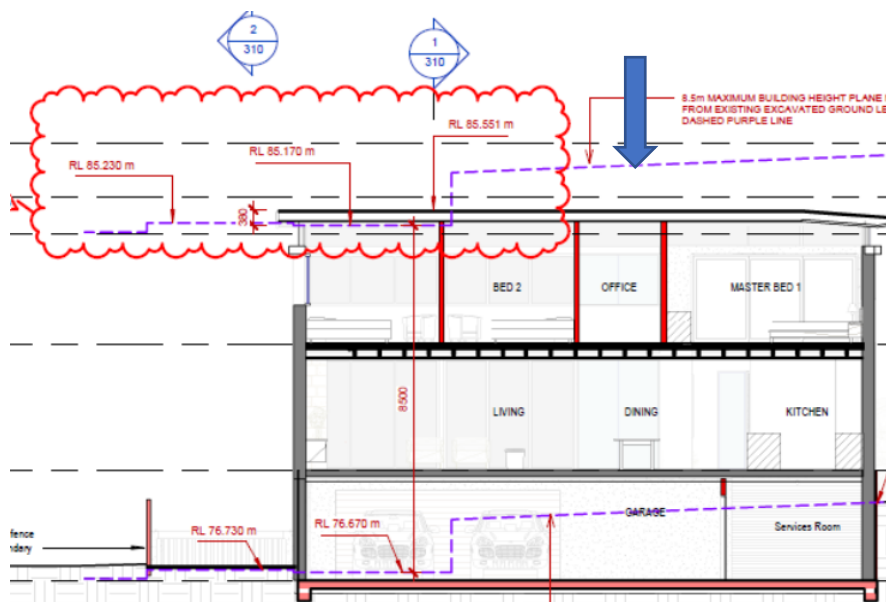 2
310
1
310
8.5m MAXIMUM BUILDING HEIGHT PLANE
FROM EXISTING EXCAVATED GROUND LE
DASHED PURPLE LINE
RL 85.551 m
RL 85.170 m
RL 85.230 m
380
BED 2
OFFICE
MASTER BED 1
8500
LIVING
DINING
KITCHEN
GARAGE
Services Room
RL 76.670 m
RL 76.730 m
fence
ndary